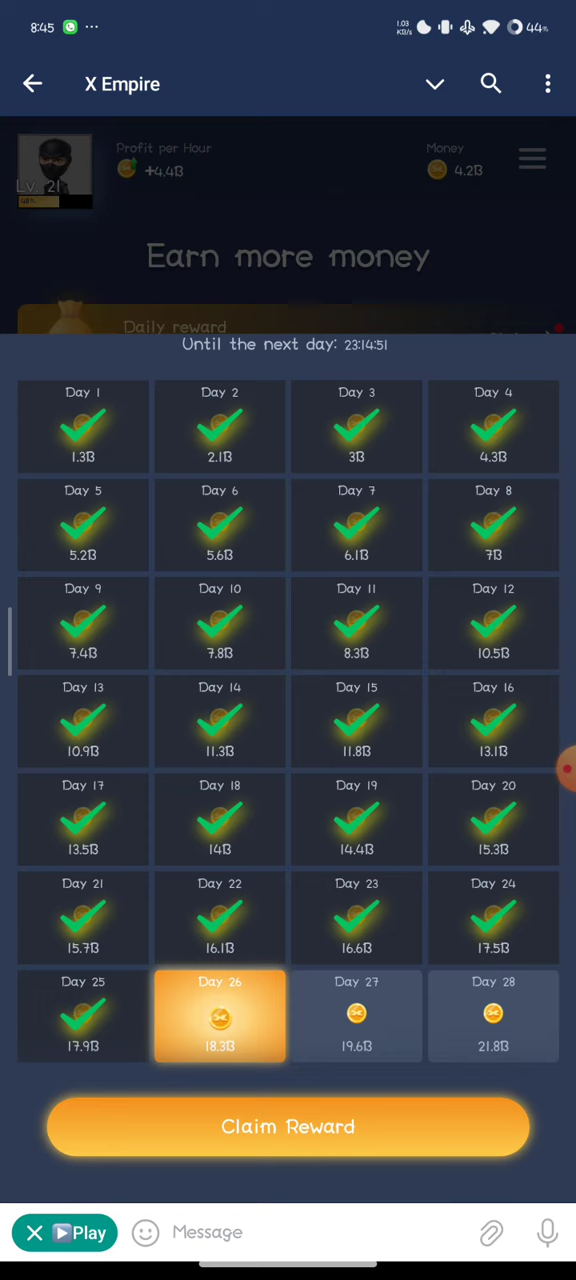 8:45 ... 1.03 KB/s 44%
X Empire
Profit per Hour Money
+4.4B 4.2B
Lv. 21
48%
Earn more money
Daily reward
Until the next day: 23:14:51
Day 1 Day 2 Day 3 Day 4
1.3B 2.1B 3B 4.3B
Day 5 Day 6 Day 7 Day 8
5.2B 5.6B 6.1B 7B
Day 9 Day 10 Day 11 Day 12
7.4B 7.8B 8.3B 10.5B
Day 13 Day 14 Day 15 Day 16
10.9B 11.3B 11.8B 13.1B
Day 17 Day 18 Day 19 Day 20
13.5B 14B 14.4B 15.3B
Day 21 Day 22 Day 23 Day 24
15.7B 16.1B 16.6B 17.5B
Day 25 Day 26 Day 27 Day 28
17.9B 18.3B 19.6B 21.8B
Claim Reward
Play Message